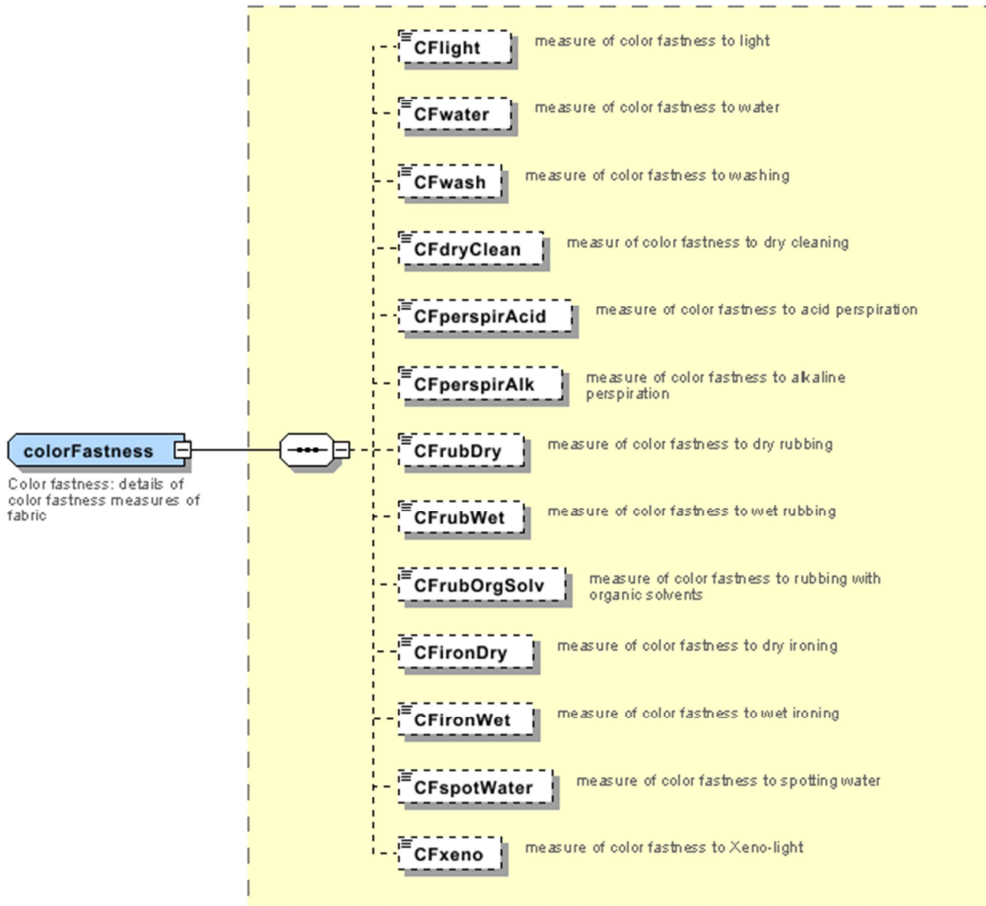 CFlight
measure of color fastness to light
CFwater
measure of color fastness to water
CFwash
measure of color fastness to washing
CFdryClean
measur of color fastness to dry cleaning
CFperspirAcid
measure of color fastness to acid perspiration
CFperspirAlk
measure of color fastness to alkaline
perspiration
colorFastness
Color fastness: details of
color fastness measures of
fabric
CFrubDry
measure of color fastness to dry rubbing
CFrubWet
measure of color fastness to wet rubbing
CFrubOrgSolv
measure of color fastness to rubbing with
organic solvents
CFironDry
measure of color fastness to dry ironing
CFironWet
measure of color fastness to wet ironing
CFspotWater
measure of color fastness to spotting water
CFxeno
measure of color fastness to Xeno-light